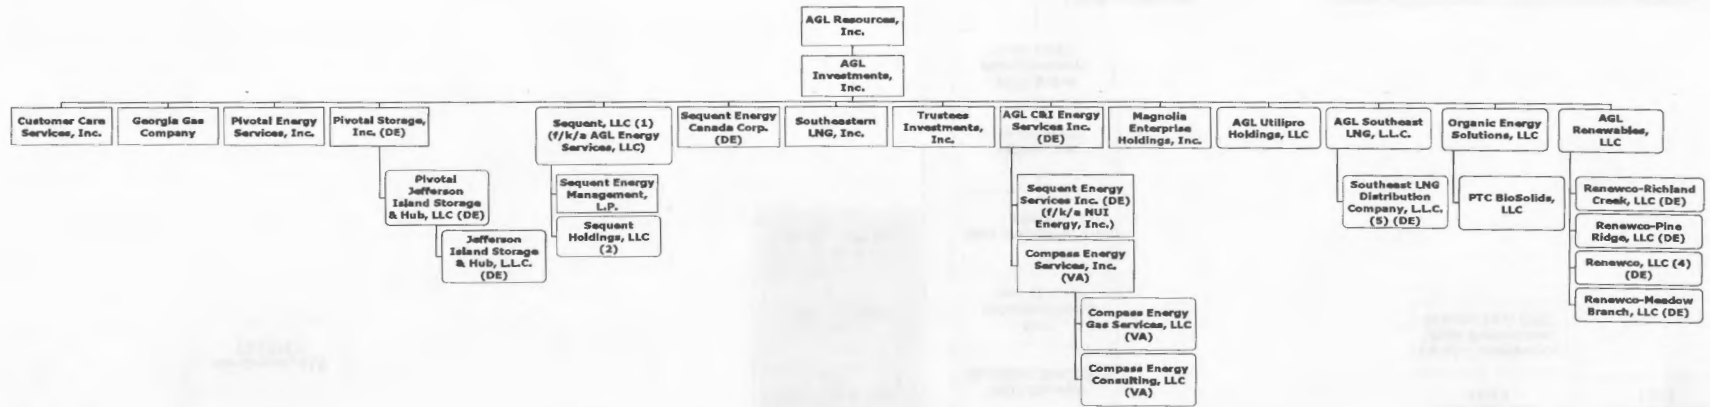 AGL Resources,
Inc.
AGL
Investments,
Inc.
Customer Care
Services, Inc.
Georgia Gas
Company
Pivotal Energy
Services, Inc.
Pivotal Storage,
Inc. (DE)
Sequent, LLC (1)
(f/k/a AGL Energy
Services, LLC)
Sequent Energy
Canada Corp.
(DE)
Southeastern
LNG, Inc.
Trustees
Investments,
Inc.
AGL C&I Energy
Services Inc.
(DE)
Magnolia
Enterprise
Holdings, Inc.
AGL Utilipro
Holdings, LLC
AGL Southeast
LNG, L.L.C.
Organic Energy
Solutions, LLC
AGL
Renewables,
LLC
Pivotal
Jefferson
Island Storage
& Hub, LLC (DE)
Jefferson
Island Storage
& Hub, L.L.C.
(DE)
Sequent Energy
Management,
L.P.
Sequent
Holdings, LLC
(2)
Sequent Energy
Services Inc. (DE)
(f/k/a NUI
Energy, Inc.)
Compass Energy
Services, Inc.
(VA)
Compass Energy
Gas Services, LLC
(VA)
Compass Energy
Consulting, LLC
(VA)
Southeast LNG
Distribution
Company, L.L.C.
(5) (DE)
PTC BioSolids,
LLC
Renewco-Richland
Creek, LLC (DE)
Renewco-Pine
Ridge, LLC (DE)
Renewco, LLC (4)
(DE)
Renewco-Meadow
Branch, LLC (DE)